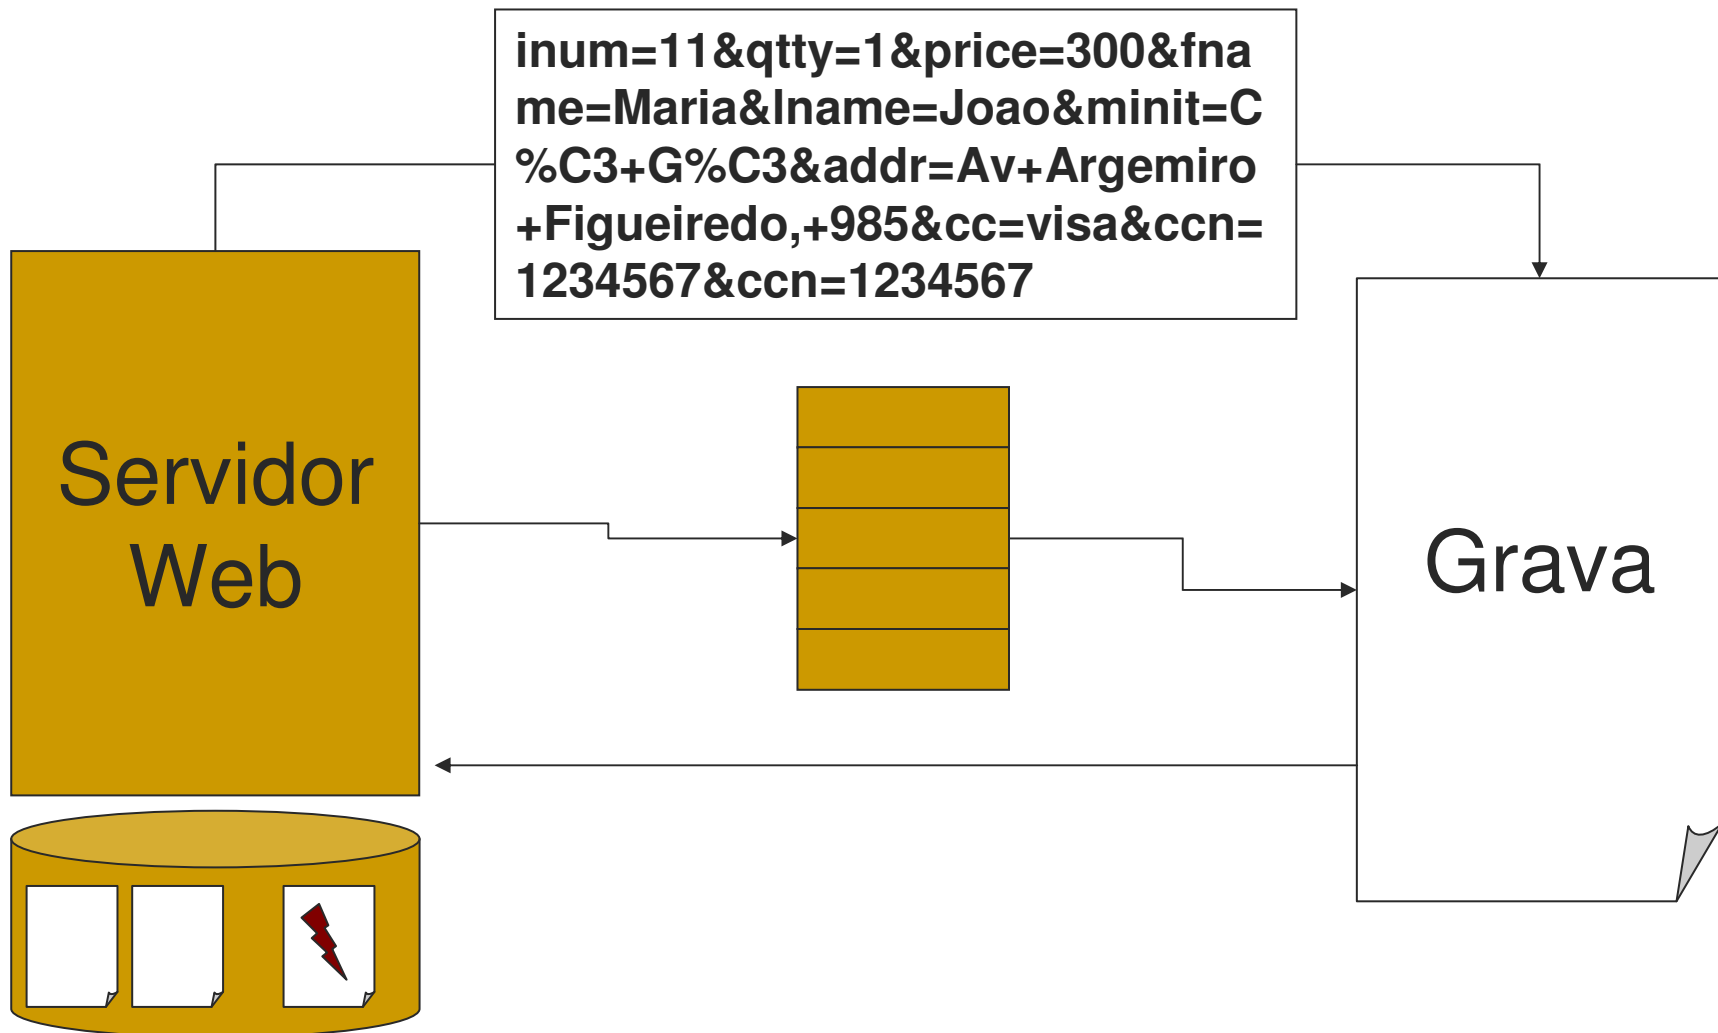 inum=11&qtty=1&price=300&fna
me=Maria&lname=Joao&minit=C
%C3+G%C3&addr=Av+Argemiro
+Figueiredo,+985&cc=visa&ccn=
1234567&ccn=1234567
Servidor
Web
Grava